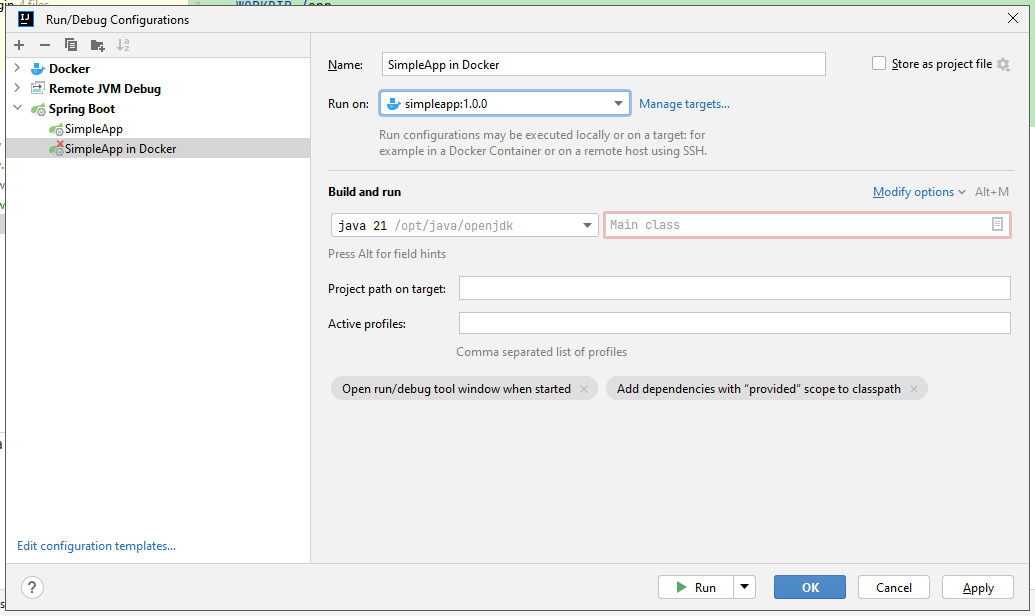 WORKDIR /app
Run/Debug Configurations
Docker
Remote JVM Debug
Spring Boot
SimpleApp
SimpleApp in Docker
Edit configuration templates...
Name:
SimpleApp in Docker
Store as project file
Run on:
simpleapp:1.0.0
Manage targets...
Run configurations may be executed locally or on a target: for
example in a Docker Container or on a remote host using SSH.
Build and run
Modify options
Alt+M
java 21 /opt/java/openjdk
Main class
Press Alt for field hints
Project path on target:
Active profiles:
Comma separated list of profiles
Open run/debug tool window when started
Add dependencies with “provided” scope to classpath
?
Run
OK
Cancel
Apply